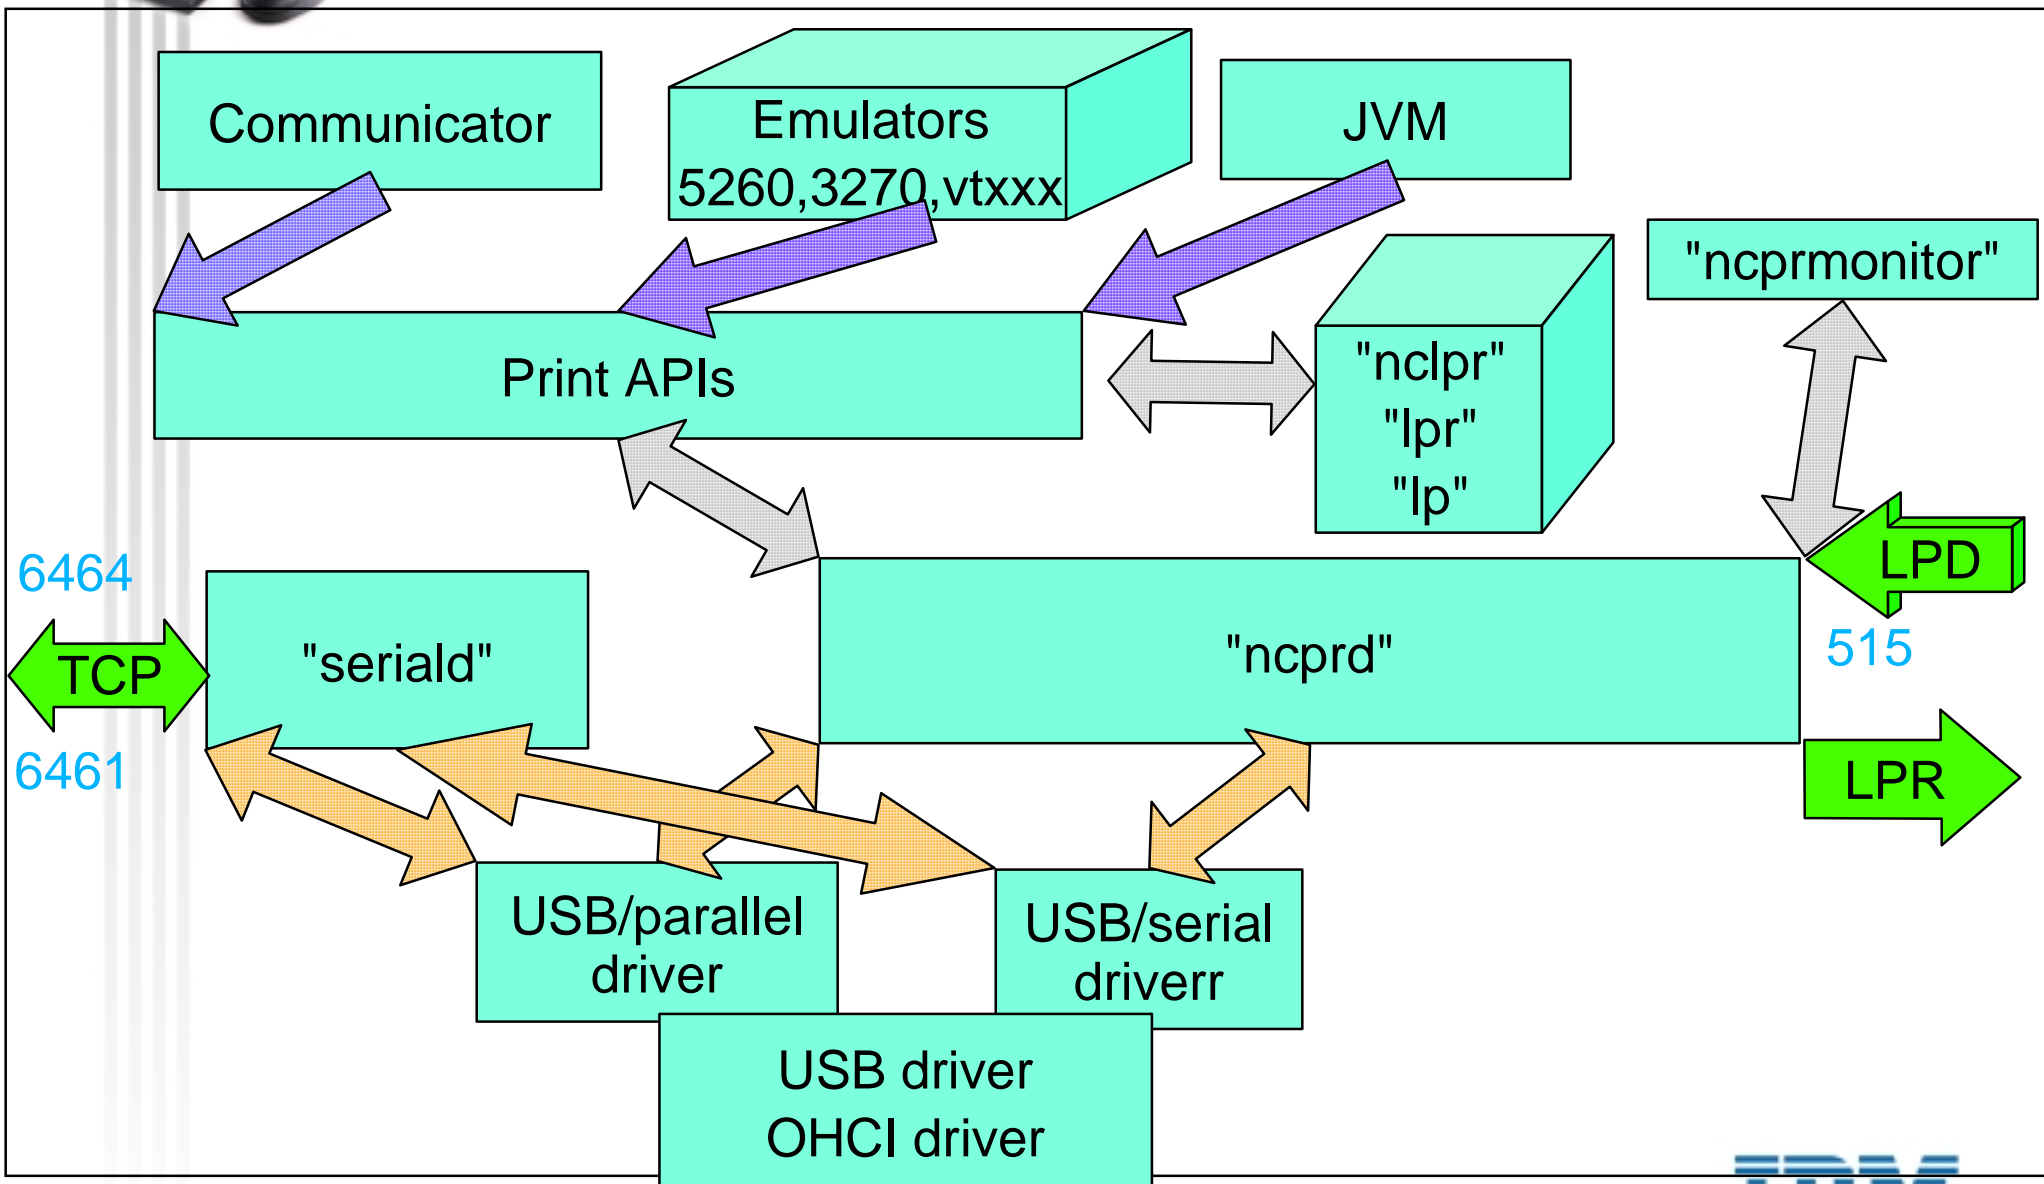 Communicator
Emulators
5260,3270,vtxxx
JVM
"ncprmonitor"
Print APIs
"nclpr"
"lpr"
"lp"
6464
TCP
6461
"seriald"
"ncprd"
LPD
515
LPR
USB/parallel
driver
USB/serial
driverr
USB driver
OHCI driver